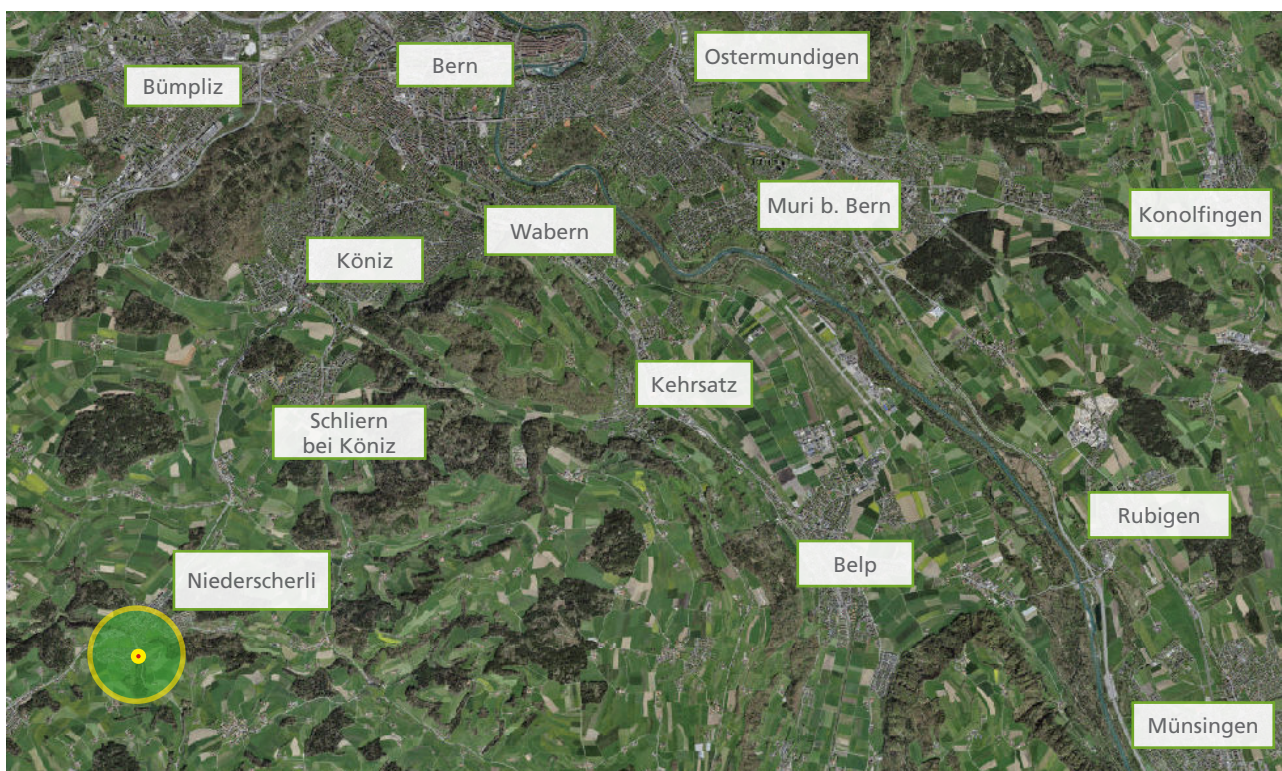 Bern
Ostermundigen
Bümpliz
Muri b. Bern
Konolfingen
Wabern
Köniz
Kehrsatz
Schliern
bei Köniz
Rubigen
Belp
Niederscherli
Münsingen